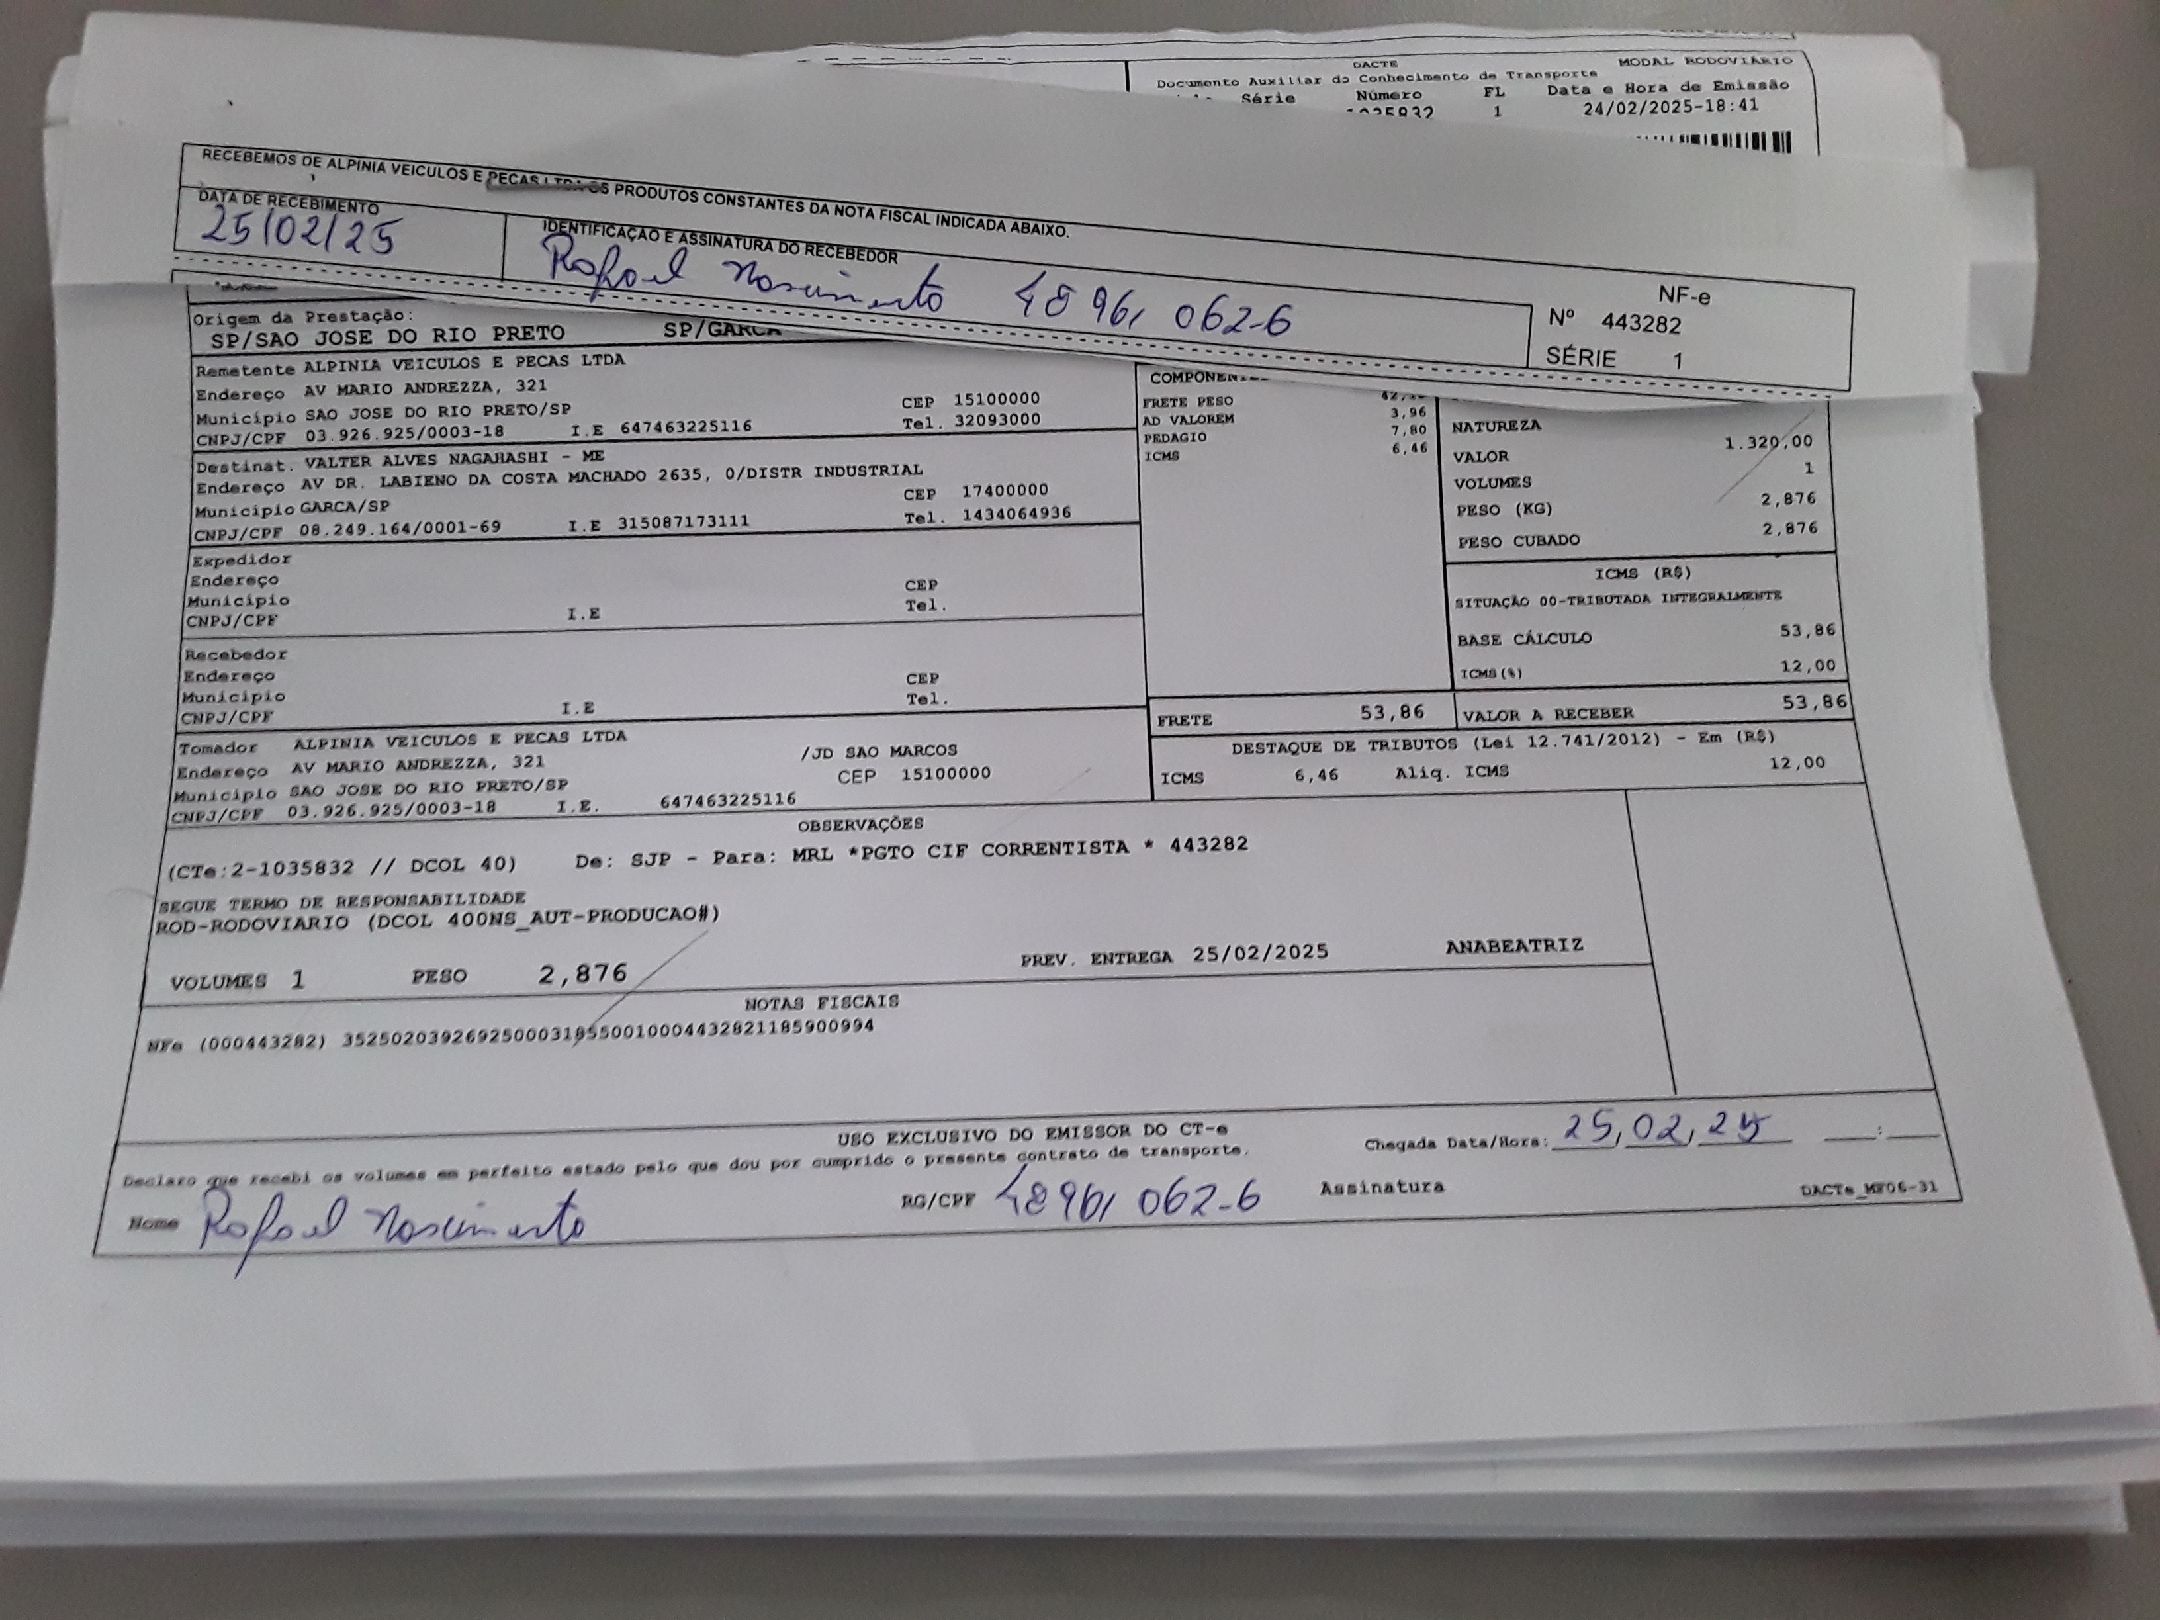 DACTE
MODAL RODOVIÁRIO
Documento Auxiliar do Conhecimento de Transporte
Série Número FL Data e Hora de Emissão
1 24/02/2025-18:41
RECEBEMOS DE ALPINIA VEICULOS E PECAS LTDA OS PRODUTOS CONSTANTES DA NOTA FISCAL INDICADA ABAIXO.
DATA DE RECEBIMENTO
25/02/25
IDENTIFICAÇÃO E ASSINATURA DO RECEBEDOR
Rafael Nascimento 48961062-6
NF-e
Nº 443282
SÉRIE 1
Origem da Prestação:
SP/SAO JOSE DO RIO PRETO SP/GARCA
Remetente ALPINIA VEICULOS E PECAS LTDA
Endereço AV MARIO ANDREZZA, 321
Município SAO JOSE DO RIO PRETO/SP CEP 15100000
CNPJ/CPF 03.926.925/0003-18 I.E 647463225116 Tel. 32093000
Destinat. VALTER ALVES NAGAHASHI - ME
Endereço AV DR. LABIENO DA COSTA MACHADO 2635, 0/DISTR INDUSTRIAL
Município GARCA/SP CEP 17400000
CNPJ/CPF 08.249.164/0001-69 I.E 315087173111 Tel. 1434064936
Expedidor
Endereço
Município CEP
CNPJ/CPF I.E Tel.
Recebedor
Endereço
Município CEP
CNPJ/CPF I.E Tel.
Tomador ALPINIA VEICULOS E PECAS LTDA
Endereço AV MARIO ANDREZZA, 321 /JD SAO MARCOS
Município SAO JOSE DO RIO PRETO/SP CEP 15100000
CNPJ/CPF 03.926.925/0003-18 I.E. 647463225116
FRETE PESO
AD VALOREM 3,96
PEDAGIO 7,80
ICMS 6,46
NATUREZA
VALOR 1.320,00
VOLUMES 1
PESO (KG) 2,876
PESO CUBADO 2,876
ICMS (R$)
SITUAÇÃO 00-TRIBUTADA INTEGRALMENTE
BASE CÁLCULO 53,86
ICMS(%) 12,00
FRETE 53,86 VALOR A RECEBER 53,86
DESTAQUE DE TRIBUTOS (Lei 12.741/2012) - Em (R$)
ICMS 6,46 Aliq. ICMS 12,00
OBSERVAÇÕES
(CTe:2-1035832 // DCOL 40) De: SJP - Para: MRL *PGTO CIF CORRENTISTA * 443282
SEGUE TERMO DE RESPONSABILIDADE
ROD-RODOVIARIO (DCOL 400NS_AUT-PRODUCAO#)
VOLUMES 1 PESO 2,876 PREV. ENTREGA 25/02/2025 ANABEATRIZ
NOTAS FISCAIS
NFe (000443282) 35250203926925000318550010004432821185900994
USO EXCLUSIVO DO EMISSOR DO CT-e
Declaro que recebi os volumes em perfeito estado pelo que dou por cumprido o presente contrato de transporte.
Chegada Data/Hora: 25,02,25 :
Nome Rafael Nascimento RG/CPF 48961062-6 Assinatura
DACTe_MF06-31